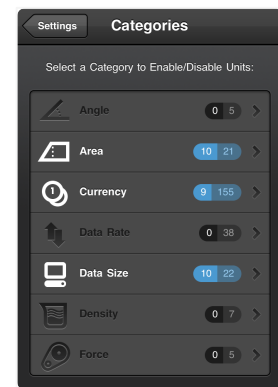 Settings
Categories
Select a Category to Enable/Disable Units:
Angle 0 5
Area 10 21
Currency 9 155
Data Rate 0 38
Data Size 10 22
Density 0 7
Force 0 5